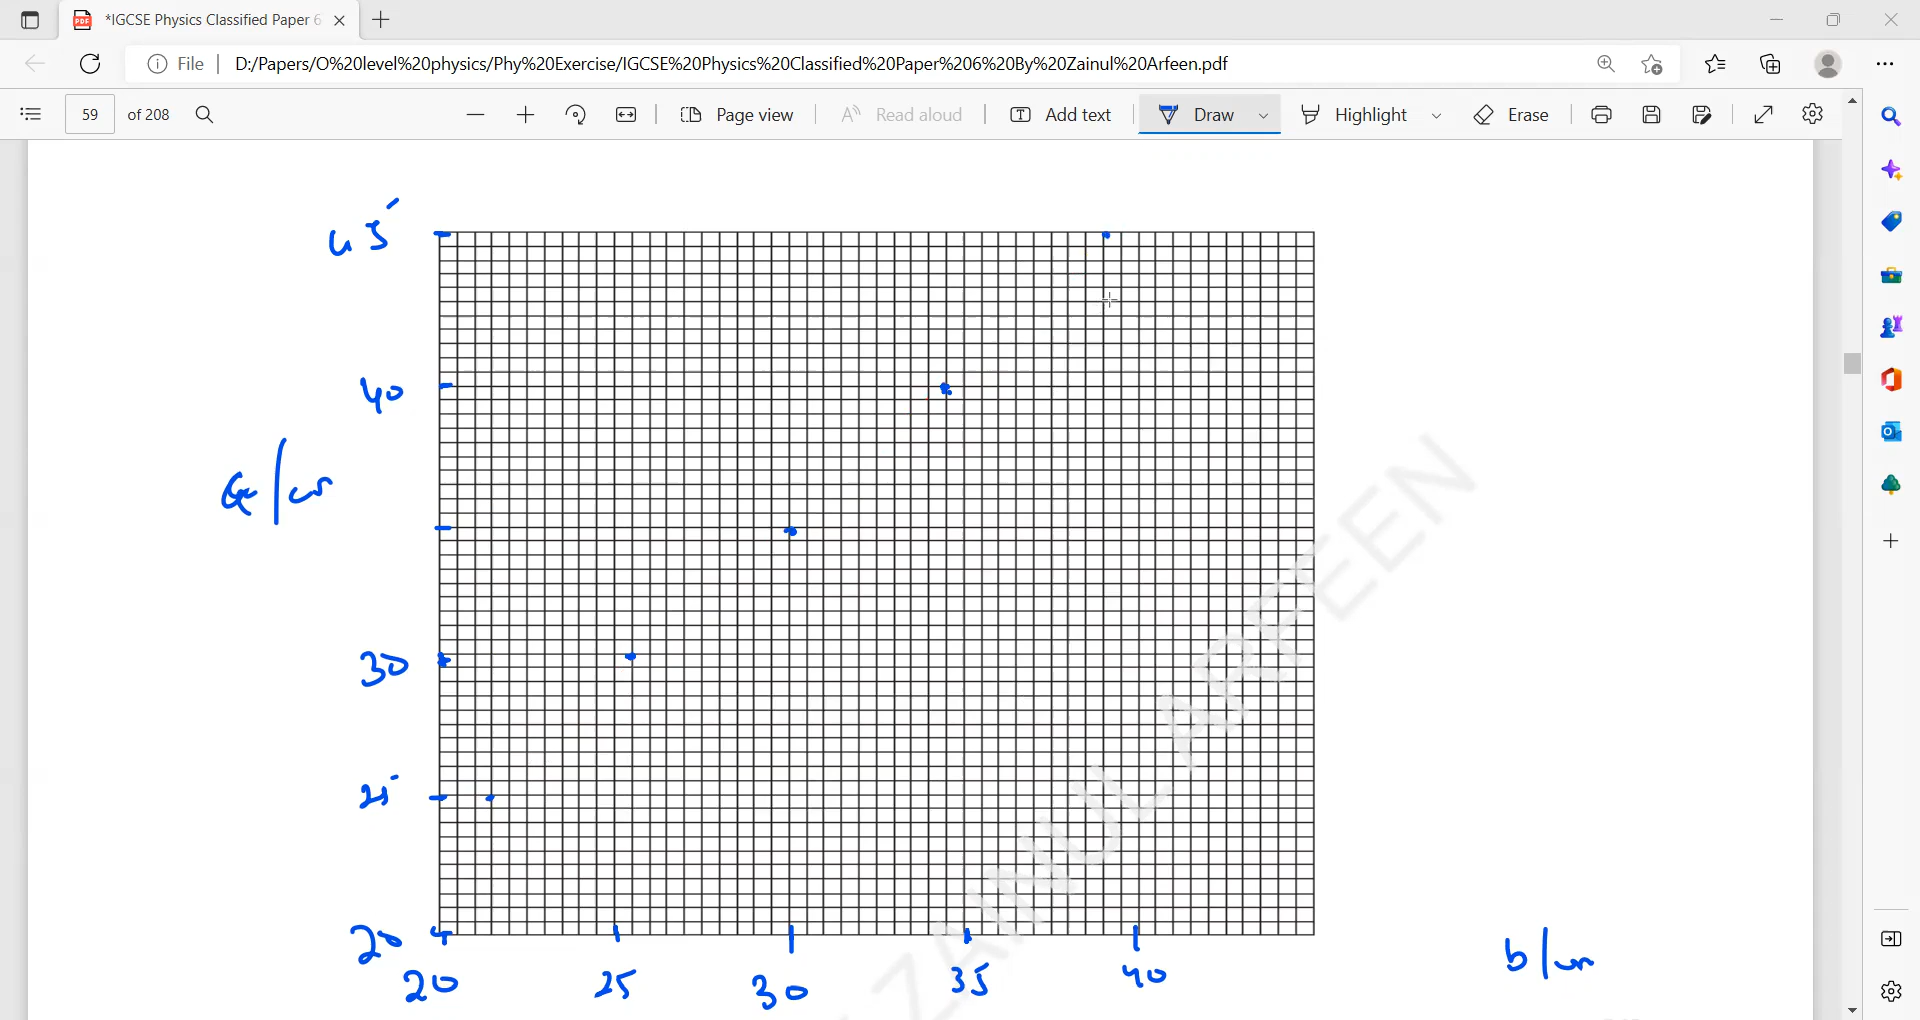 *IGCSE Physics Classified Paper 6
File
D:/Papers/O%20level%20physics/Phy%20Exercise/IGCSE%20Physics%20Classified%20Paper%206%20By%20Zainul%20Arfeen.pdf
59 of 208
Page view
Read aloud
Add text
Draw
Highlight
Erase
45
40
a/cm
30
25
20
20 25 30 35 40
b/cm
ZAINUL ARFEEN